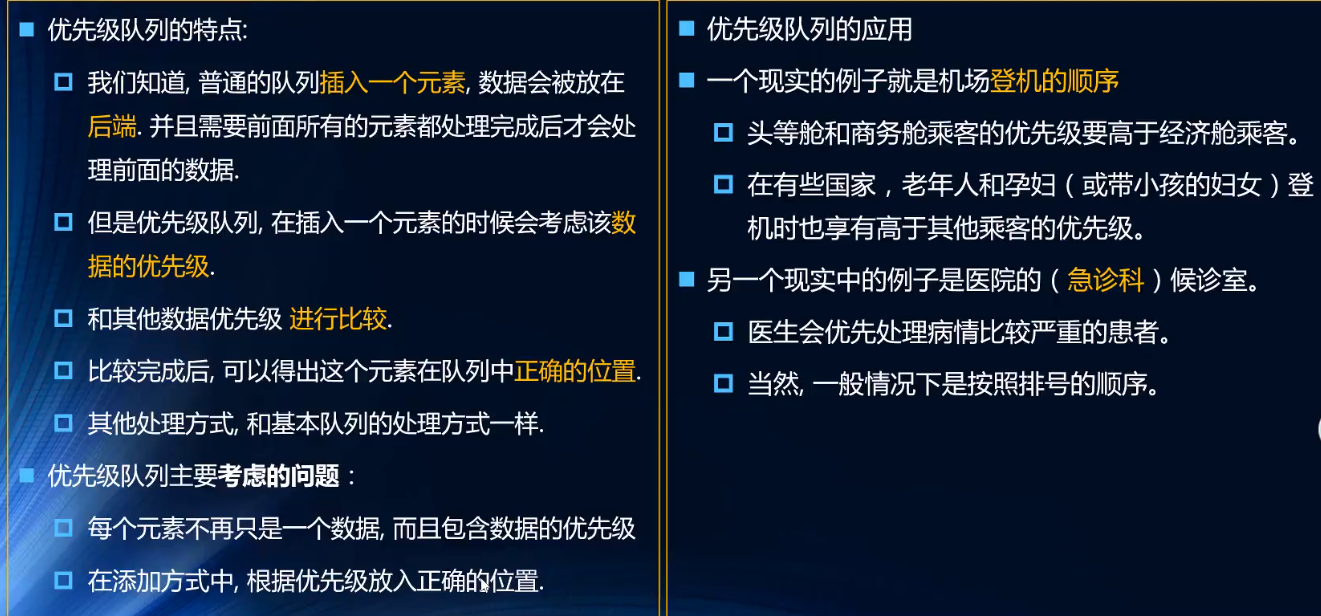 优先级队列的特点:
我们知道, 普通的队列插入一个元素, 数据会被放在
后端. 并且需要前面所有的元素都处理完成后才会处
理前面的数据.
但是优先级队列, 在插入一个元素的时候会考虑该数
据的优先级.
和其他数据优先级 进行比较.
比较完成后, 可以得出这个元素在队列中正确的位置.
其他处理方式, 和基本队列的处理方式一样.
优先级队列主要考虑的问题：
每个元素不再只是一个数据, 而且包含数据的优先级
在添加方式中, 根据优先级放入正确的位置.
优先级队列的应用
一个现实的例子就是机场登机的顺序
头等舱和商务舱乘客的优先级要高于经济舱乘客。
在有些国家，老年人和孕妇（或带小孩的妇女）登
机时也享有高于其他乘客的优先级。
另一个现实中的例子是医院的（急诊科）候诊室。
医生会优先处理病情比较严重的患者。
当然, 一般情况下是按照排号的顺序。